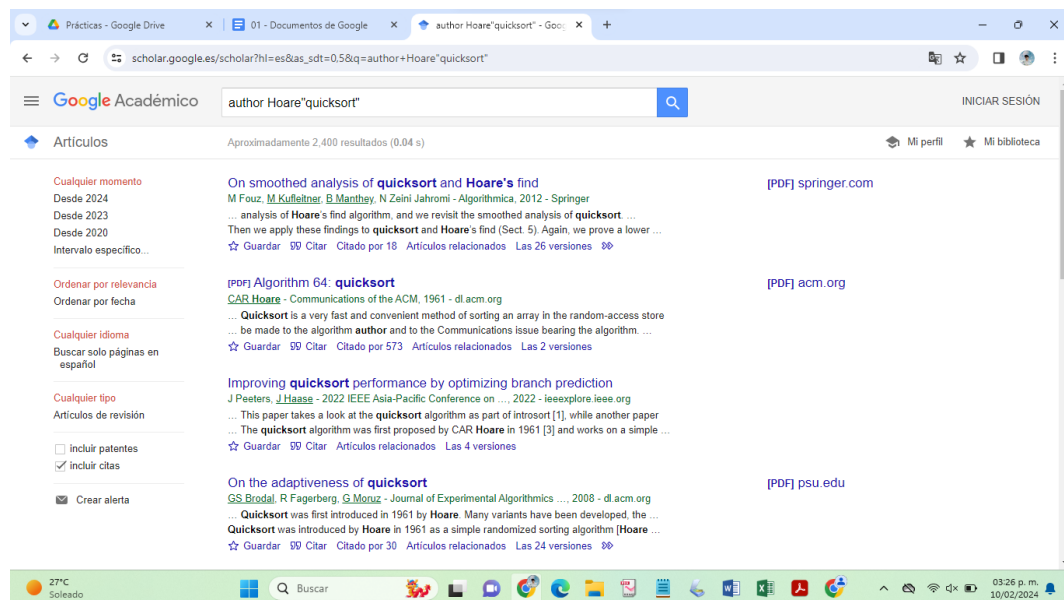 Prácticas - Google Drive
01 - Documentos de Google
author Hoare"quicksort" - Goog
scholar.google.es/scholar?hl=es&as_sdt=0,5&q=author+Hoare"quicksort"
Google Académico
author Hoare"quicksort"
INICIAR SESIÓN
Artículos
Aproximadamente 2,400 resultados (0.04 s)
Mi perfil
Mi biblioteca
Cualquier momento
Desde 2024
Desde 2023
Desde 2020
Intervalo específico...
Ordenar por relevancia
Ordenar por fecha
Cualquier idioma
Buscar solo páginas en
español
Cualquier tipo
Artículos de revisión
incluir patentes
incluir citas
Crear alerta
On smoothed analysis of quicksort and Hoare's find
[PDF] springer.com
M Fouz, M Kufleitner, B Manthey, N Zeini Jahromi - Algorithmica, 2012 - Springer
... analysis of Hoare's find algorithm, and we revisit the smoothed analysis of quicksort. ...
Then we apply these findings to quicksort and Hoare's find (Sect. 5). Again, we prove a lower ...
Guardar Citar Citado por 18 Artículos relacionados Las 26 versiones
[PDF] Algorithm 64: quicksort
[PDF] acm.org
CAR Hoare - Communications of the ACM, 1961 - dl.acm.org
... Quicksort is a very fast and convenient method of sorting an array in the random-access store
... be made to the algorithm author and to the Communications issue bearing the algorithm. ...
Guardar Citar Citado por 573 Artículos relacionados Las 2 versiones
Improving quicksort performance by optimizing branch prediction
J Peeters, J Haase - 2022 IEEE Asia-Pacific Conference on ..., 2022 - ieeexplore.ieee.org
... This paper takes a look at the quicksort algorithm as part of introsort [1], while another paper
... The quicksort algorithm was first proposed by CAR Hoare in 1961 [3] and works on a simple ...
Guardar Citar Artículos relacionados Las 4 versiones
On the adaptiveness of quicksort
[PDF] psu.edu
GS Brodal, R Fagerberg, G Moruz - Journal of Experimental Algorithmics ..., 2008 - dl.acm.org
... Quicksort was first introduced in 1961 by Hoare. Many variants have been developed, the ...
Quicksort was introduced by Hoare in 1961 as a simple randomized sorting algorithm [Hoare ...
Guardar Citar Citado por 30 Artículos relacionados Las 24 versiones
27°C
Soleado
Buscar
03:26 p. m.
10/02/2024